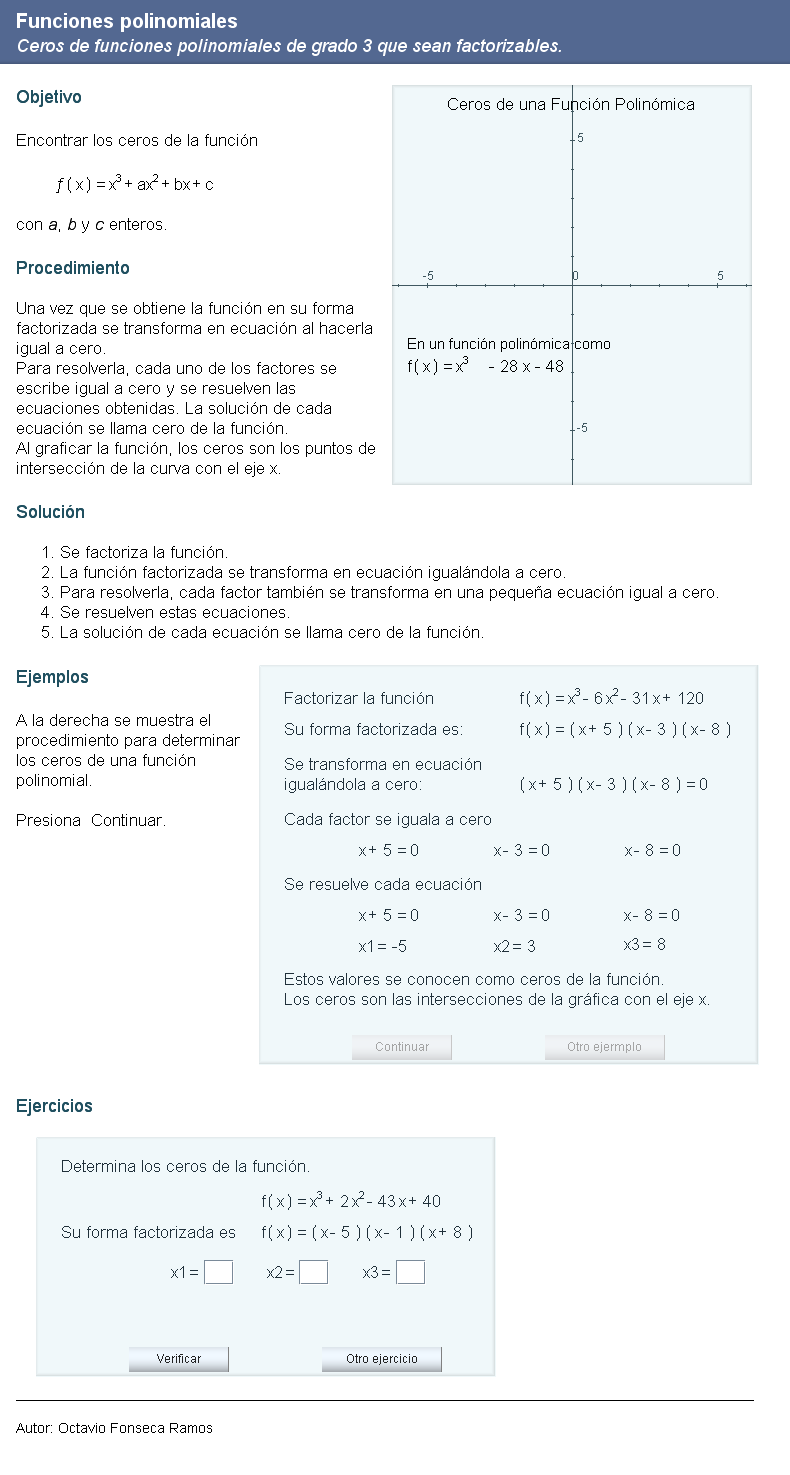 Funciones polinomiales
Ceros de funciones polinomiales de grado 3 que sean factorizables.
Objetivo
Encontrar los ceros de la función
f ( x ) = x³ + ax² + bx + c
con a, b y c enteros.
Procedimiento
Una vez que se obtiene la función en su forma
factorizada se transforma en ecuación al hacerla
igual a cero.
Para resolverla, cada uno de los factores se
escribe igual a cero y se resuelven las
ecuaciones obtenidas. La solución de cada
ecuación se llama cero de la función.
Al graficar la función, los ceros son los puntos de
intersección de la curva con el eje x.
Ceros de una Función Polinómica
5
-5 0 5
En un función polinómica como
f( x ) = x³ - 28 x - 48
-5
Solución
1. Se factoriza la función.
2. La función factorizada se transforma en ecuación igualándola a cero.
3. Para resolverla, cada factor también se transforma en una pequeña ecuación igual a cero.
4. Se resuelven estas ecuaciones.
5. La solución de cada ecuación se llama cero de la función.
Ejemplos
A la derecha se muestra el
procedimiento para determinar
los ceros de una función
polinomial.
Presiona Continuar.
Factorizar la función f( x ) = x³ - 6 x² - 31 x + 120
Su forma factorizada es: f( x ) = ( x + 5 ) ( x - 3 ) ( x - 8 )
Se transforma en ecuación
igualándola a cero: ( x + 5 ) ( x - 3 ) ( x - 8 ) = 0
Cada factor se iguala a cero
x + 5 = 0 x - 3 = 0 x - 8 = 0
Se resuelve cada ecuación
x + 5 = 0 x - 3 = 0 x - 8 = 0
x1 = -5 x2 = 3 x3 = 8
Estos valores se conocen como ceros de la función.
Los ceros son las intersecciones de la gráfica con el eje x.
Continuar Otro ejermplo
Ejercicios
Determina los ceros de la función.
f( x ) = x³ + 2 x² - 43 x + 40
Su forma factorizada es f( x ) = ( x - 5 ) ( x - 1 ) ( x + 8 )
x1 = x2 = x3 =
Verificar Otro ejercicio
Autor: Octavio Fonseca Ramos